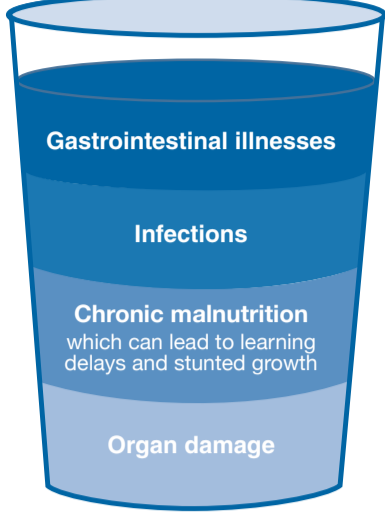 Gastrointestinal illnesses
Infections
Chronic malnutrition
which can lead to learning
delays and stunted growth
Organ damage